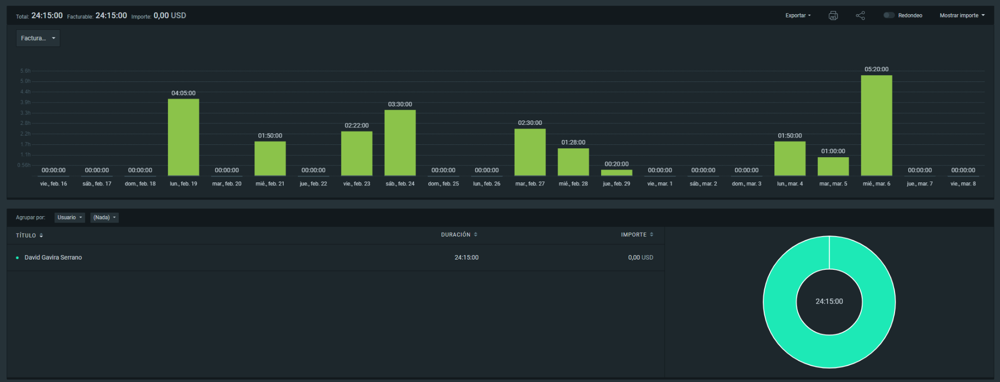 Total: 24:15:00 Facturable: 24:15:00 Importe: 0,00 USD Exportar Redondeo Mostrar importe
Factura...
5.6h
5.0h
4.4h
3.9h
3.3h
2.8h
2.2h
1.7h
1.1h
0.56h
00:00:00 00:00:00 00:00:00 04:05:00 00:00:00 01:50:00 00:00:00 02:22:00 03:30:00 00:00:00 00:00:00 02:30:00 01:28:00 00:20:00 00:00:00 00:00:00 00:00:00 01:50:00 01:00:00 05:20:00 00:00:00 00:00:00
vie., feb. 16 sáb., feb. 17 dom., feb. 18 lun., feb. 19 mar., feb. 20 mié., feb. 21 jue., feb. 22 vie., feb. 23 sáb., feb. 24 dom., feb. 25 lun., feb. 26 mar., feb. 27 mié., feb. 28 jue., feb. 29 vie., mar. 1 sáb., mar. 2 dom., mar. 3 lun., mar. 4 mar., mar. 5 mié., mar. 6 jue., mar. 7 vie., mar. 8
Agrupar por: Usuario (Nada)
TÍTULO DURACIÓN IMPORTE
David Gavira Serrano 24:15:00 0,00 USD
24:15:00